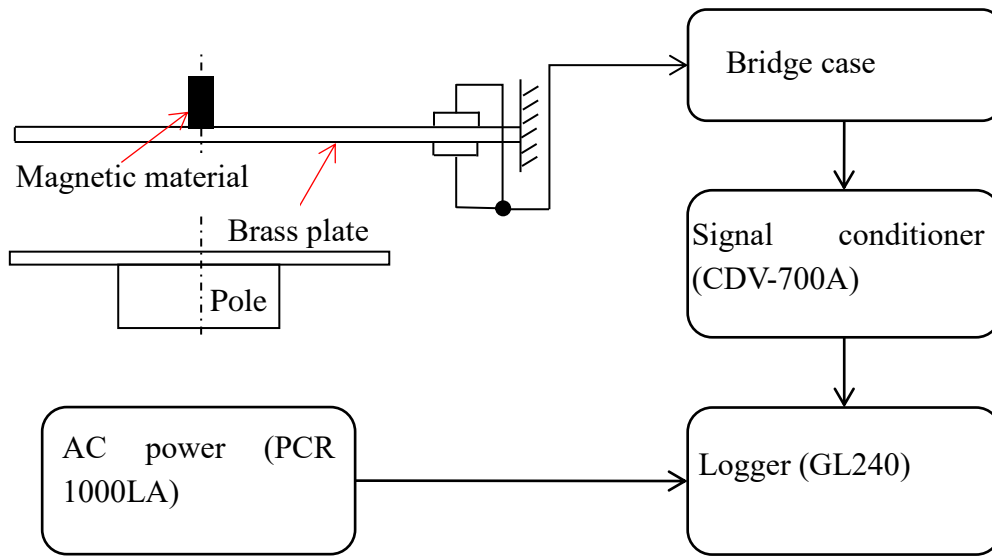 Bridge case
Magnetic material
Brass plate
Signal conditioner
(CDV-700A)
Pole
AC power (PCR
1000LA)
Logger (GL240)